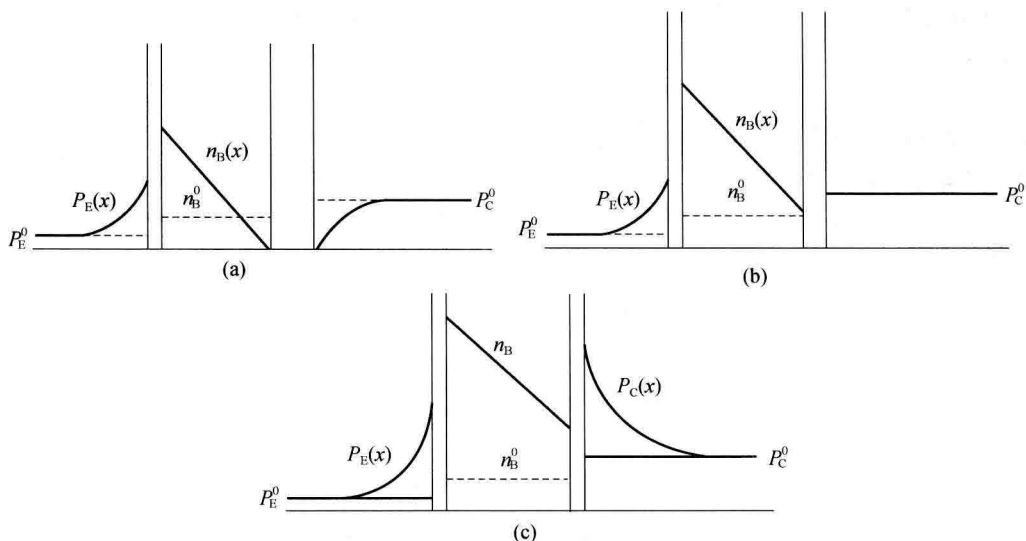 P_E(x)
n_B(x)
n_B^0
P_E^0
P_C^0
(a)
P_E(x)
n_B(x)
n_B^0
P_E^0
P_C^0
(b)
n_B
P_E(x)
P_C(x)
n_B^0
P_E^0
P_C^0
(c)